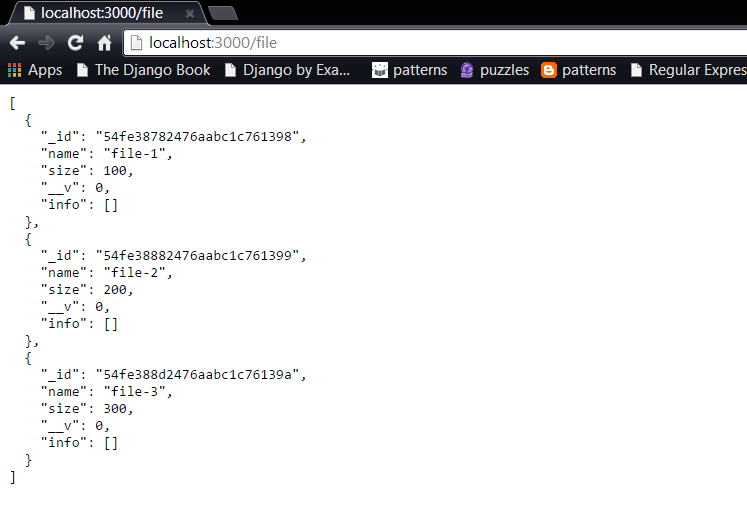 localhost:3000/file
localhost:3000/file
Apps The Django Book Django by Exa... patterns puzzles patterns Regular Expres
[
  {
    "_id": "54fe38782476aabc1c761398",
    "name": "file-1",
    "size": 100,
    "__v": 0,
    "info": []
  },
  {
    "_id": "54fe38882476aabc1c761399",
    "name": "file-2",
    "size": 200,
    "__v": 0,
    "info": []
  },
  {
    "_id": "54fe388d2476aabc1c76139a",
    "name": "file-3",
    "size": 300,
    "__v": 0,
    "info": []
  }
]